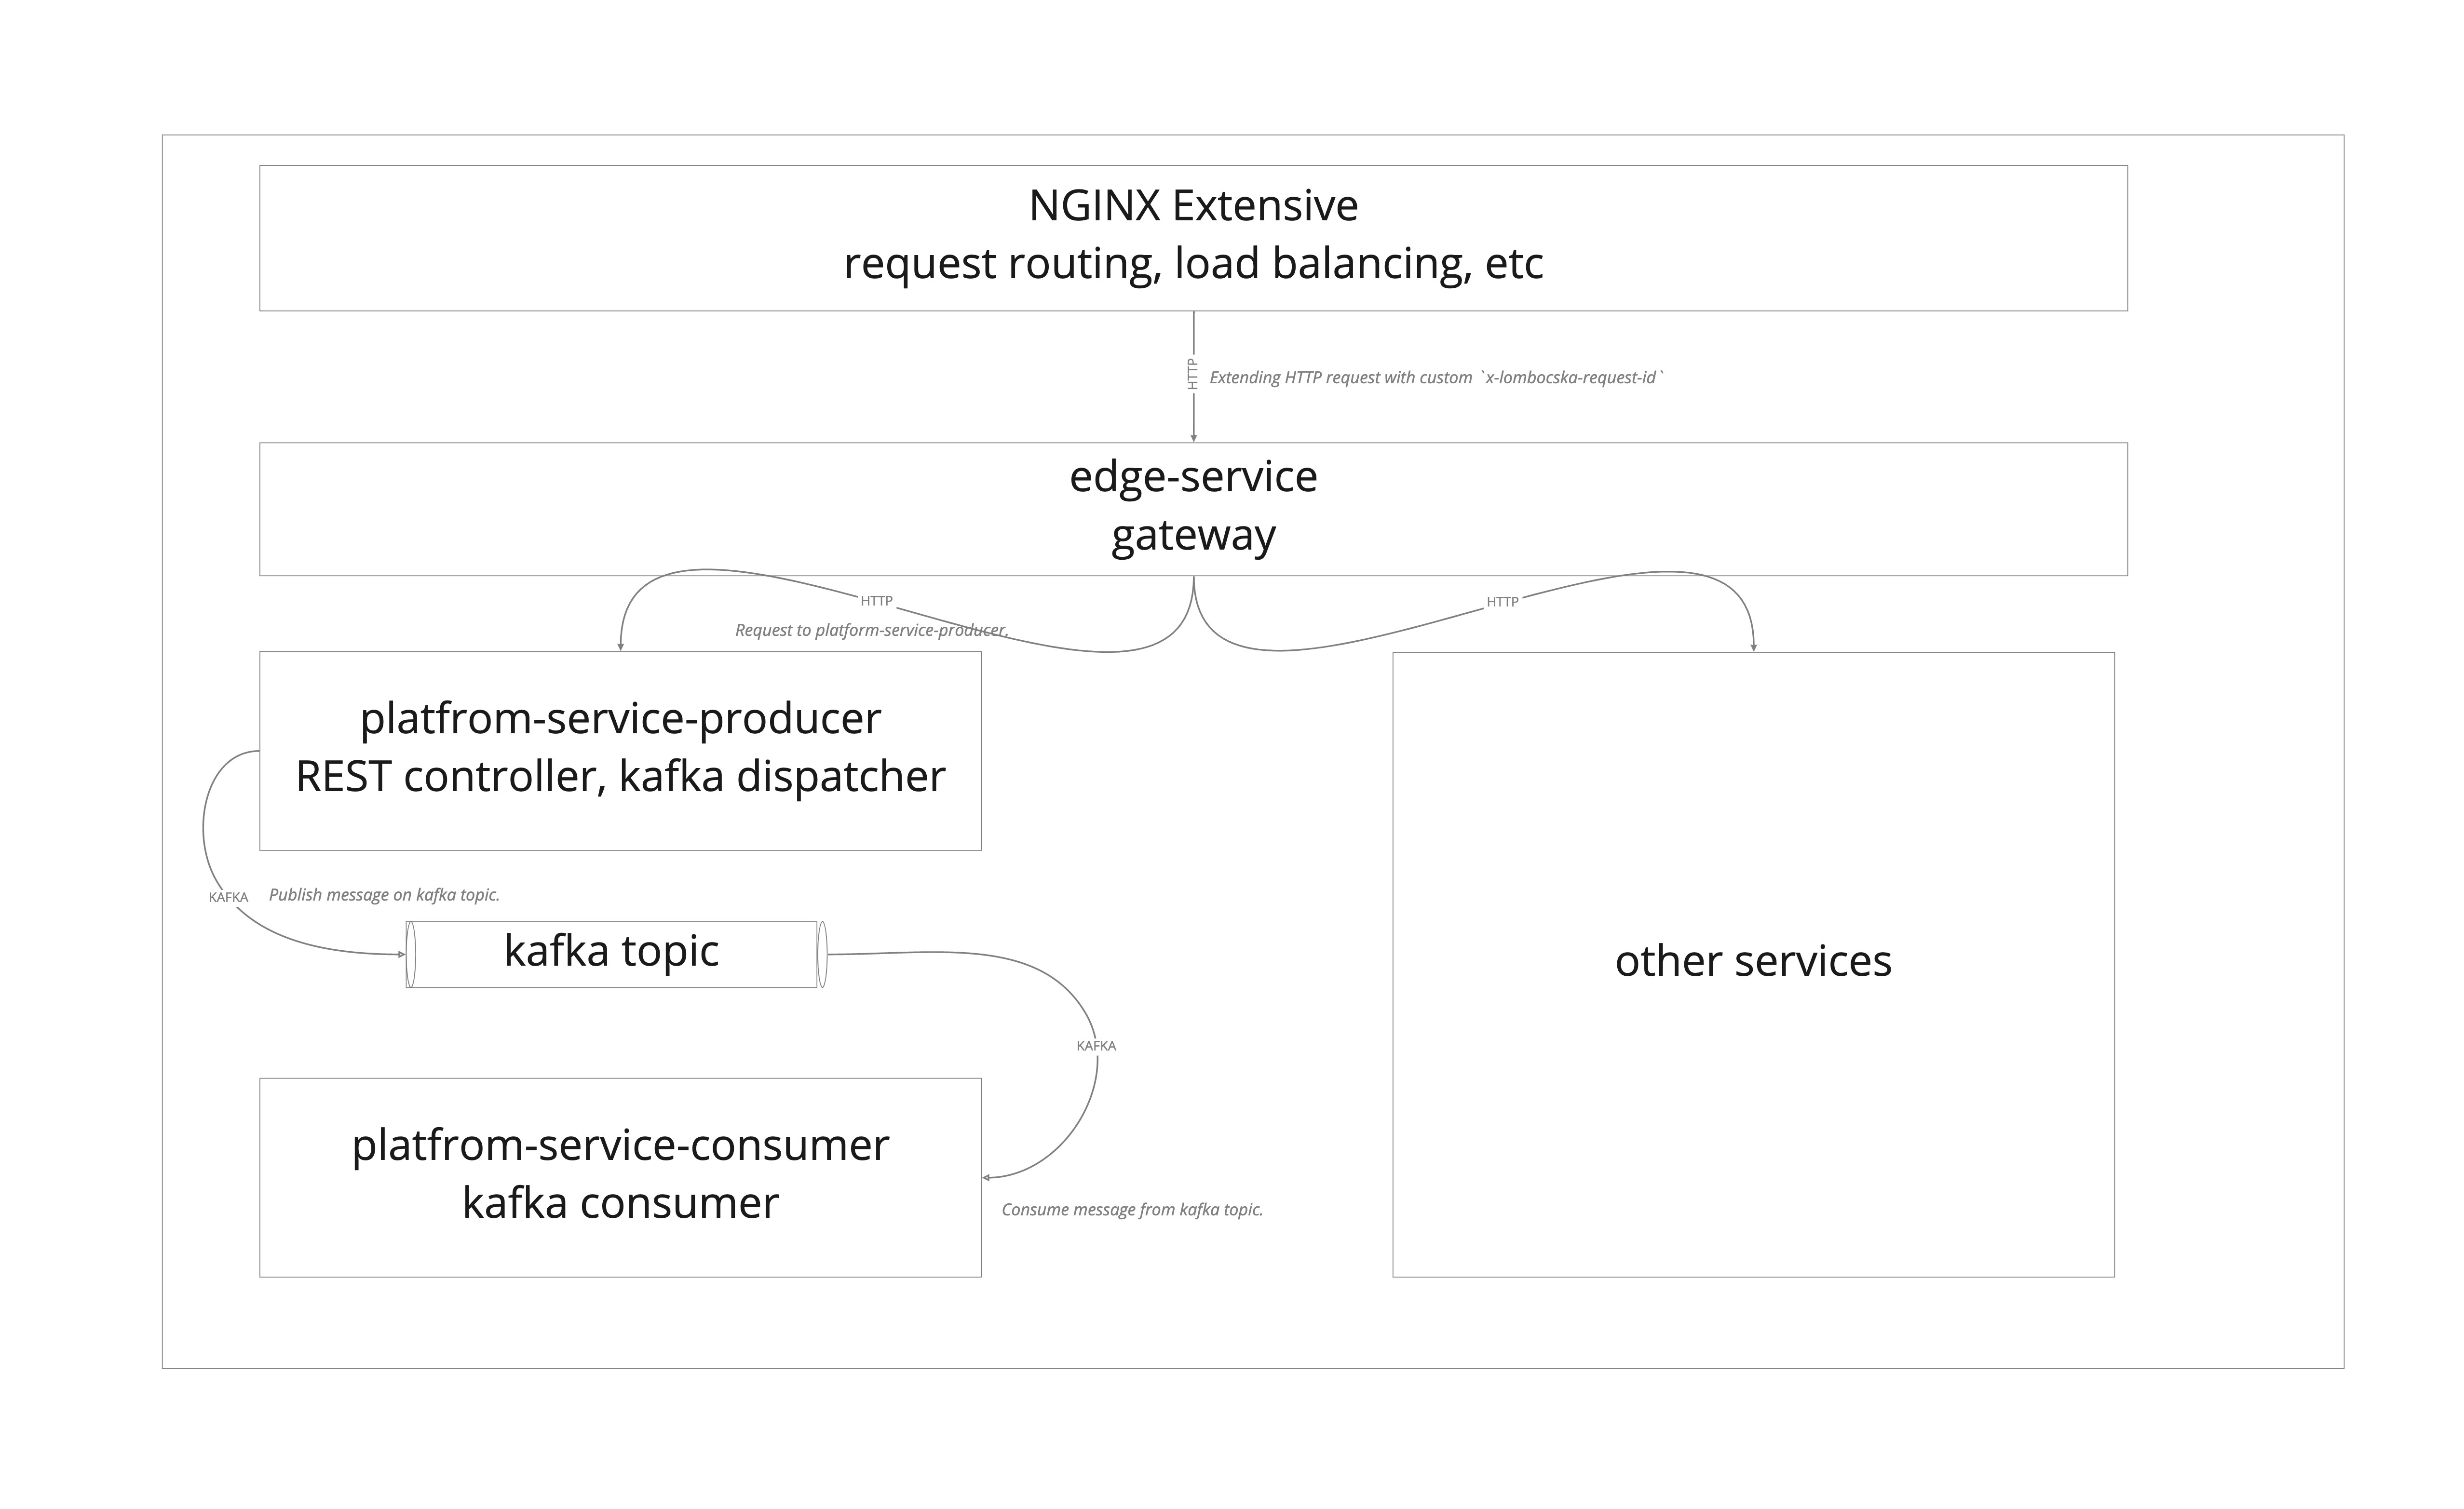 NGINX Extensive
request routing, load balancing, etc
HTTP
Extending HTTP request with custom `x-lombocska-request-id`
edge-service
gateway
HTTP
HTTP
Request to platform-service-producer.
platfrom-service-producer
REST controller, kafka dispatcher
KAFKA
Publish message on kafka topic.
kafka topic
KAFKA
other services
platfrom-service-consumer
kafka consumer
Consume message from kafka topic.